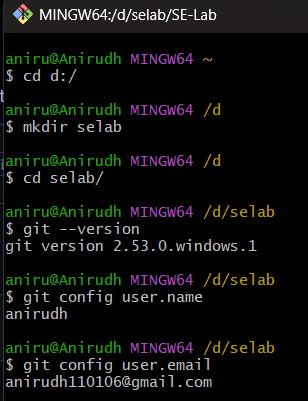 MINGW64:/d/selab/SE-Lab
aniru@Anirudh MINGW64 ~
$ cd d:/
aniru@Anirudh MINGW64 /d
$ mkdir selab
aniru@Anirudh MINGW64 /d
$ cd selab/
aniru@Anirudh MINGW64 /d/selab
$ git --version
git version 2.53.0.windows.1
aniru@Anirudh MINGW64 /d/selab
$ git config user.name
anirudh
aniru@Anirudh MINGW64 /d/selab
$ git config user.email
anirudh110106@gmail.com